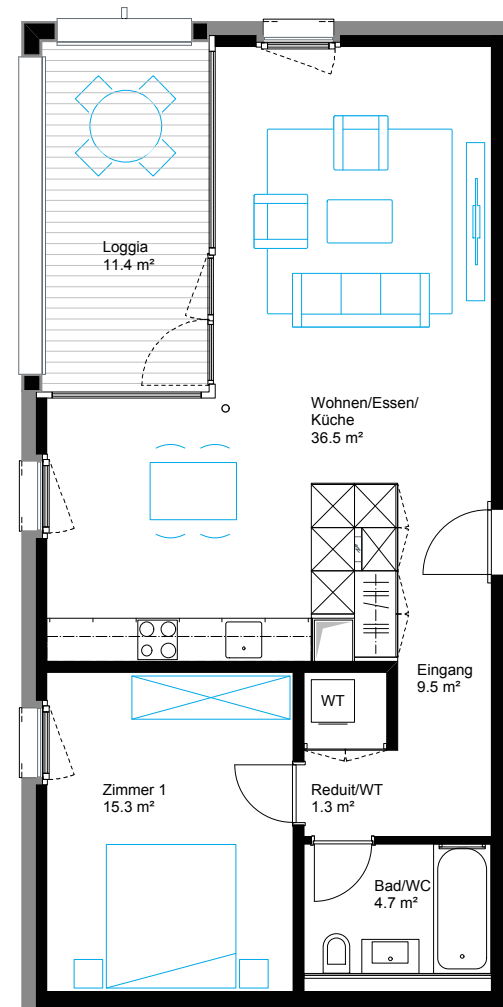 Loggia
11.4 m²
Wohnen/Essen/
Küche
36.5 m²
Eingang
9.5 m²
WT
Zimmer 1
15.3 m²
Reduit/WT
1.3 m²
Bad/WC
4.7 m²